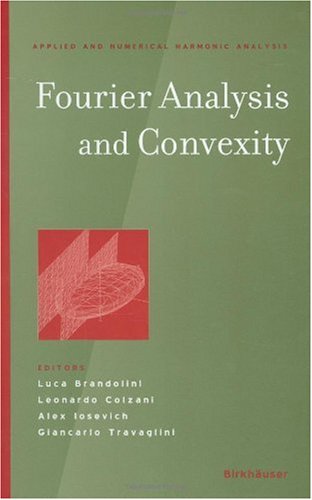 APPLIED AND NUMERICAL HARMONIC ANALYSIS
Fourier Analysis
and Convexity
EDITORS
Luca Brandolini
Leonardo Colzani
Alex Iosevich
Giancarlo Travaglini
Birkhäuser